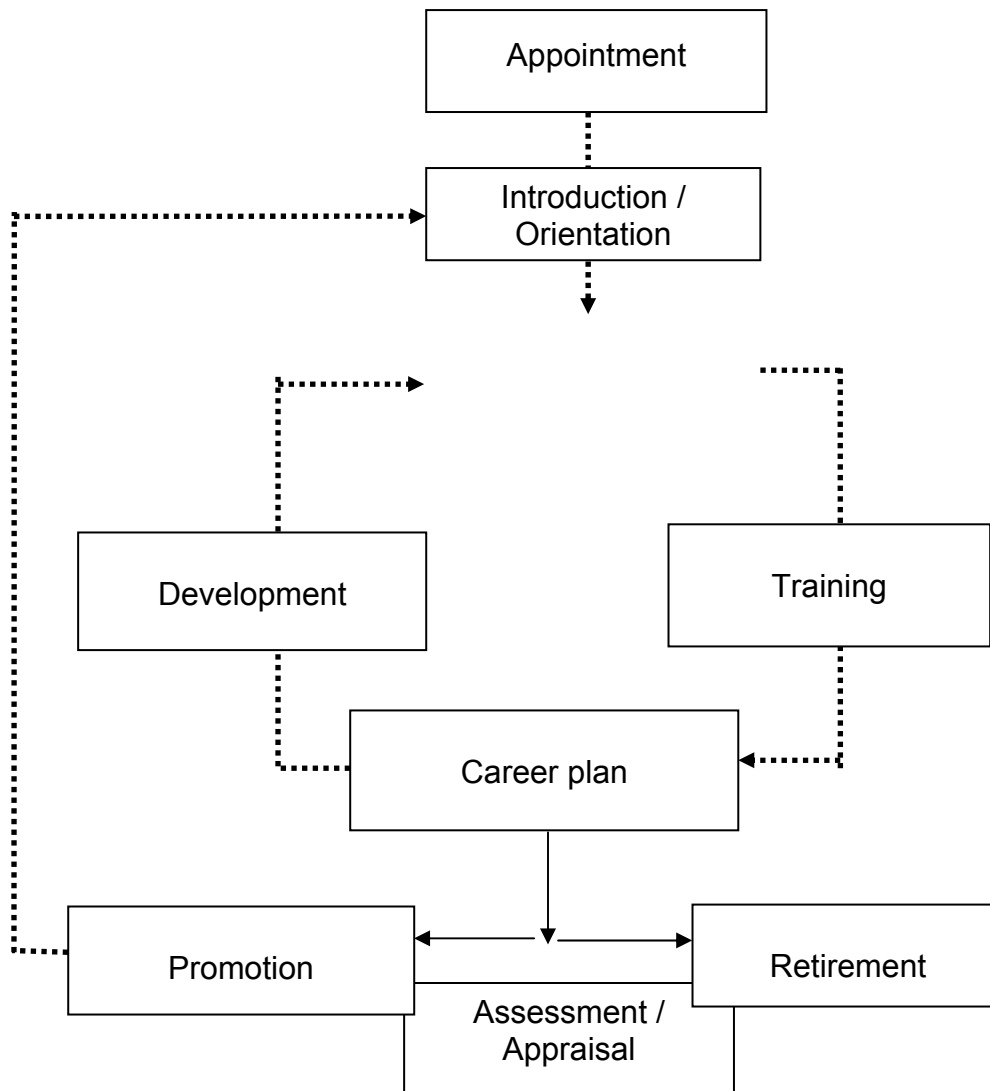 Appointment
Introduction /
Orientation
Development
Training
Career plan
Promotion
Retirement
Assessment /
Appraisal